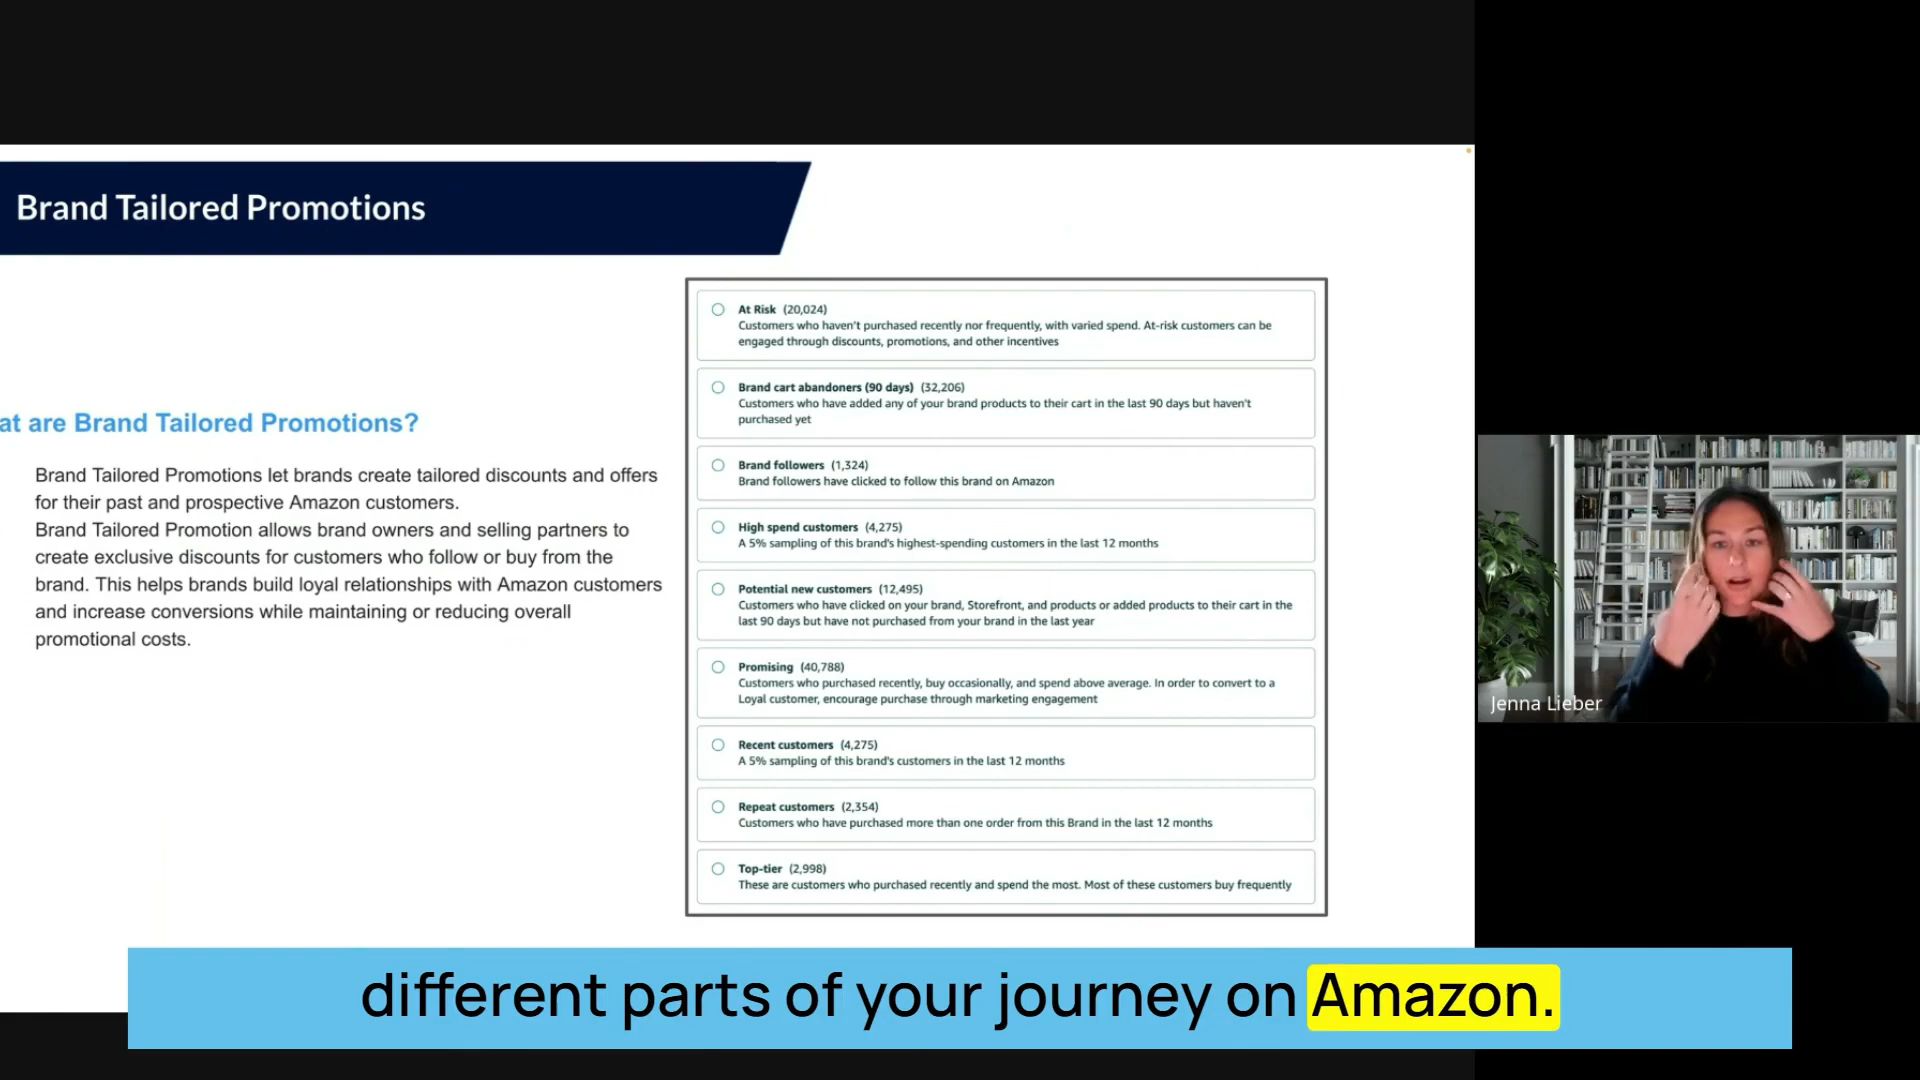 Brand Tailored Promotions
at are Brand Tailored Promotions?
Brand Tailored Promotions let brands create tailored discounts and offers
for their past and prospective Amazon customers.
Brand Tailored Promotion allows brand owners and selling partners to
create exclusive discounts for customers who follow or buy from the
brand. This helps brands build loyal relationships with Amazon customers
and increase conversions while maintaining or reducing overall
promotional costs.
At Risk (20,024)
Customers who haven't purchased recently nor frequently, with varied spend. At-risk customers can be
engaged through discounts, promotions, and other incentives
Brand cart abandoners (90 days) (32,206)
Customers who have added any of your brand products to their cart in the last 90 days but haven't
purchased yet
Brand followers (1,324)
Brand followers have clicked to follow this brand on Amazon
High spend customers (4,275)
A 5% sampling of this brand's highest-spending customers in the last 12 months
Potential new customers (12,495)
Customers who have clicked on your brand, Storefront, and products or added products to their cart in the
last 90 days but have not purchased from your brand in the last year
Promising (40,788)
Customers who purchased recently, buy occasionally, and spend above average. In order to convert to a
Loyal customer, encourage purchase through marketing engagement
Recent customers (4,275)
A 5% sampling of this brand's customers in the last 12 months
Repeat customers (2,354)
Customers who have purchased more than one order from this Brand in the last 12 months
Top-tier (2,998)
These are customers who purchased recently and spend the most. Most of these customers buy frequently
Jenna Lieber
different parts of your journey on Amazon.